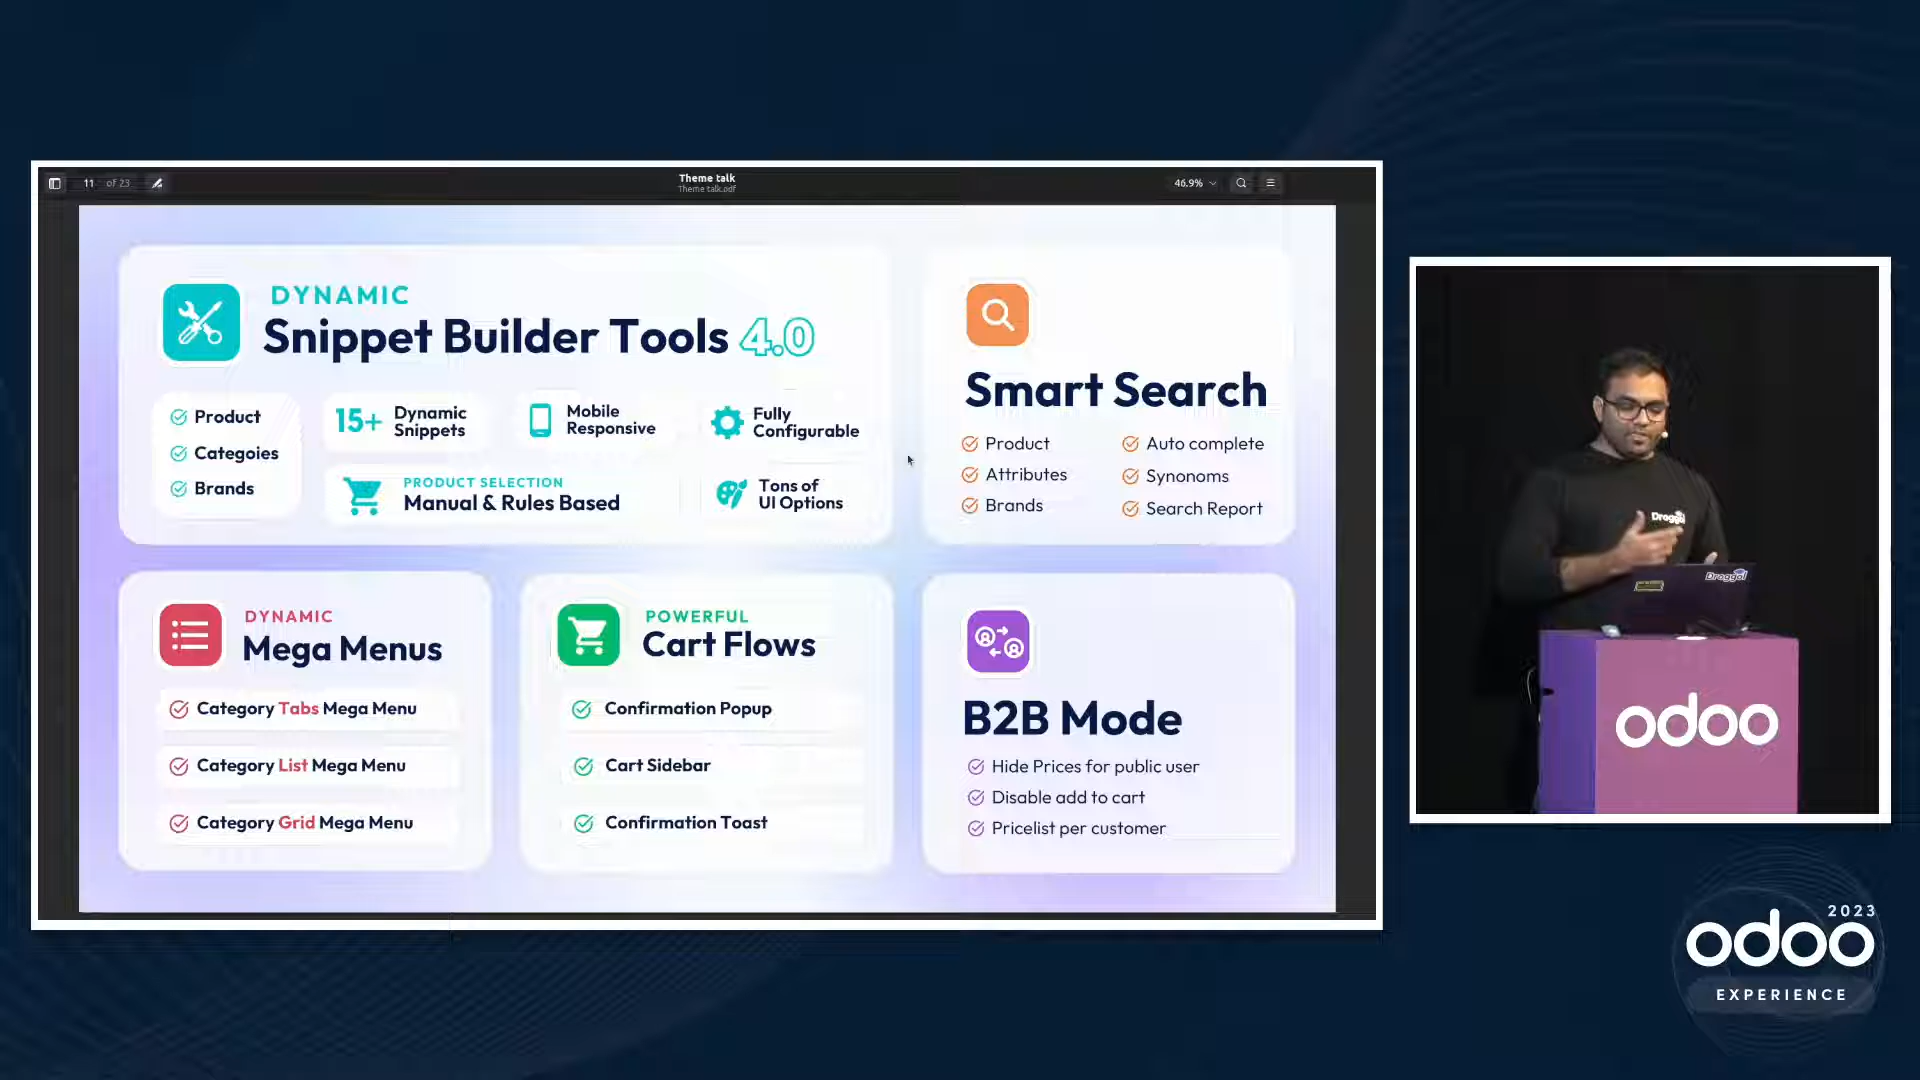 11 of 23
Theme talk
Theme talk.pdf
46.9%
DYNAMIC
Snippet Builder Tools 4.0
Product
Categoies
Brands
15+ Dynamic
Snippets
Mobile
Responsive
Fully
Configurable
PRODUCT SELECTION
Manual & Rules Based
Tons of
UI Options
Smart Search
Product
Attributes
Brands
Auto complete
Synonoms
Search Report
DYNAMIC
Mega Menus
Category Tabs Mega Menu
Category List Mega Menu
Category Grid Mega Menu
POWERFUL
Cart Flows
Confirmation Popup
Cart Sidebar
Confirmation Toast
B2B Mode
Hide Prices for public user
Disable add to cart
Pricelist per customer
Droggol
Droggol
odoo
2023
odoo
EXPERIENCE